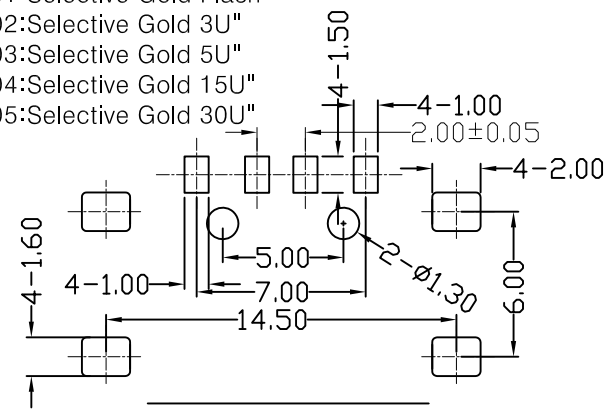 02:Selective Gold 3U"
03:Selective Gold 5U"
04:Selective Gold 15U"
05:Selective Gold 30U"
4-1.50
4-1.00
2.00±0.05
4-2.00
4-1.60
4-1.00
5.00
7.00
14.50
2-ø1.30
6.00